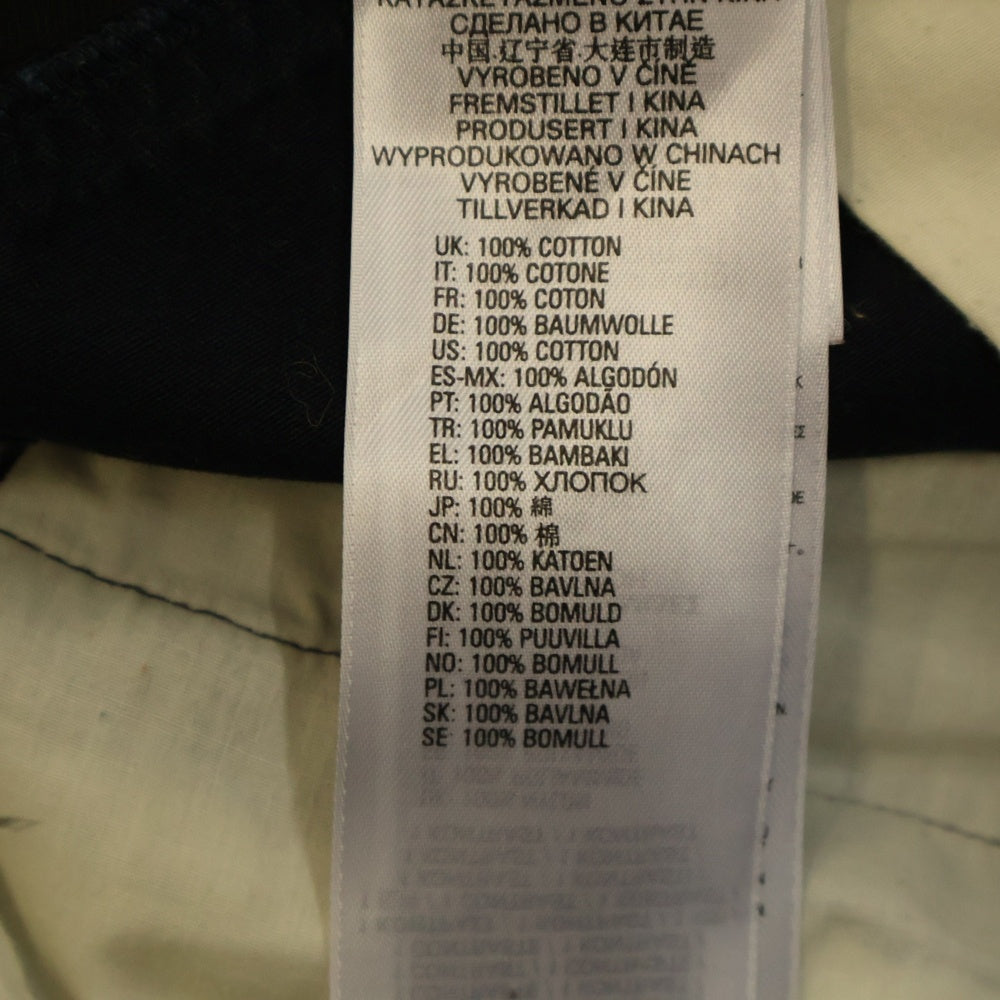 СДЕЛАНО В КИТАЕ
中国.辽宁省.大连市制造
VYROBENO V ČÍNĚ
FREMSTILLET I KINA
PRODUSERT I KINA
WYPRODUKOWANO W CHINACH
VYROBENÉ V ČÍNE
TILLVERKAD I KINA
UK: 100% COTTON
IT: 100% COTONE
FR: 100% COTON
DE: 100% BAUMWOLLE
US: 100% COTTON
ES-MX: 100% ALGODÓN
PT: 100% ALGODÃO
TR: 100% PAMUKLU
EL: 100% BAMBAKI
RU: 100% ХЛОПОК
JP: 100% 綿
CN: 100% 棉
NL: 100% KATOEN
CZ: 100% BAVLNA
DK: 100% BOMULD
FI: 100% PUUVILLA
NO: 100% BOMULL
PL: 100% BAWEŁNA
SK: 100% BAVLNA
SE: 100% BOMULL